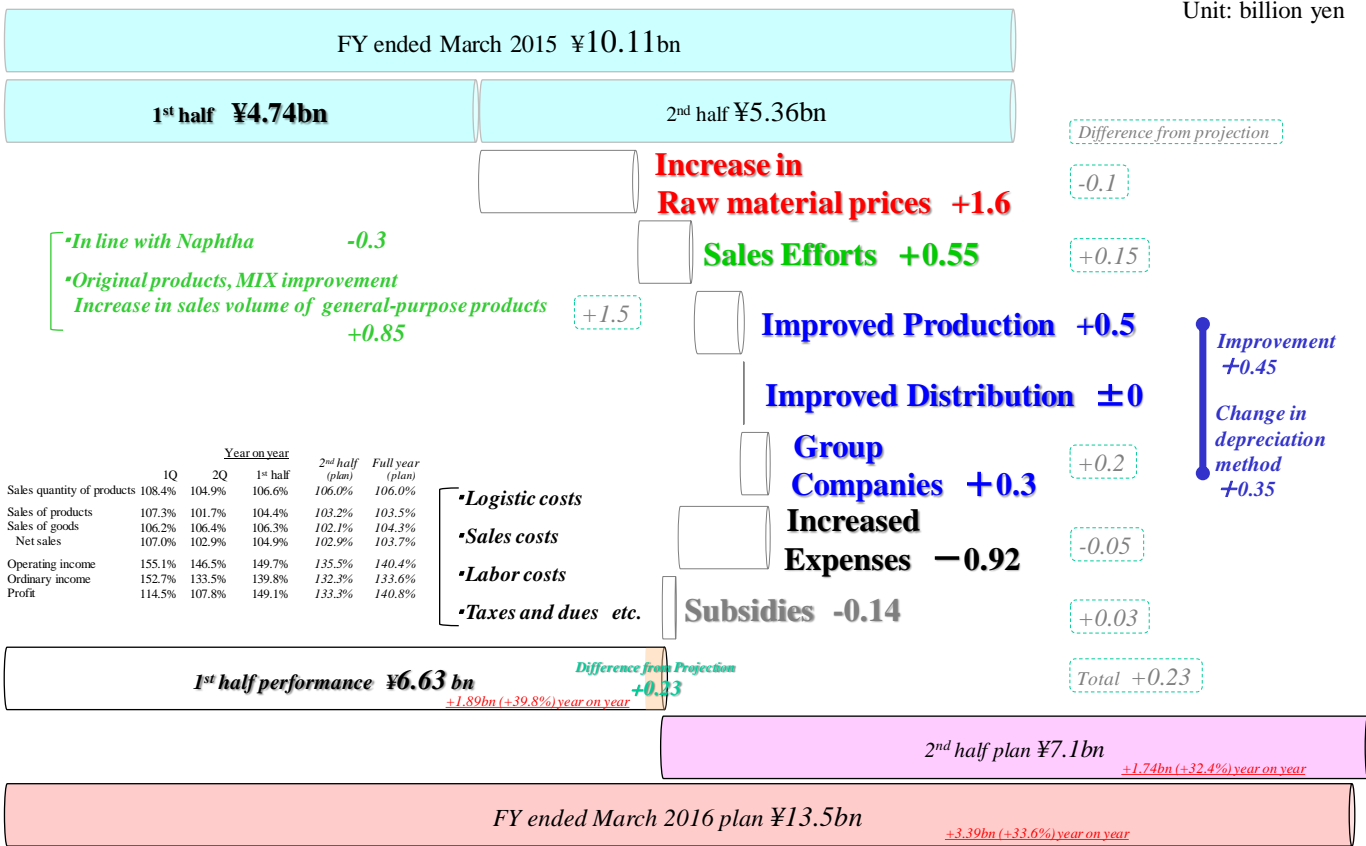 Unit: billion yen
FY ended March 2015 ¥10.11bn
1st half ¥4.74bn
2nd half ¥5.36bn
Difference from projection
Increase in
Raw material prices +1.6
-0.1
Sales Efforts +0.55
+0.15
・In line with Naphtha -0.3
・Original products, MIX improvement
Increase in sales volume of general-purpose products
+0.85
+1.5
Improved Production +0.5
Improved Distribution ±0
Group
Companies +0.3
+0.2
Improvement
+0.45
Change in
depreciation
method
+0.35
Increased
Expenses －0.92
-0.05
・Logistic costs
・Sales costs
・Labor costs
・Taxes and dues etc.
Subsidies -0.14
+0.03
Year on year
1Q 2Q 1st half 2nd half (plan) Full year (plan)
Sales quantity of products 108.4% 104.9% 106.6% 106.0% 106.0%
Sales of products 107.3% 101.7% 104.4% 103.2% 103.5%
Sales of goods 106.2% 106.4% 106.3% 102.1% 104.3%
Net sales 107.0% 102.9% 104.9% 102.9% 103.7%
Operating income 155.1% 146.5% 149.7% 135.5% 140.4%
Ordinary income 152.7% 133.5% 139.8% 132.3% 133.6%
Profit 114.5% 107.8% 149.1% 133.3% 140.8%
1st half performance ¥6.63 bn
+1.89bn (+39.8%) year on year
Difference from Projection
+0.23
Total +0.23
2nd half plan ¥7.1bn
+1.74bn (+32.4%) year on year
FY ended March 2016 plan ¥13.5bn
+3.39bn (+33.6%) year on year